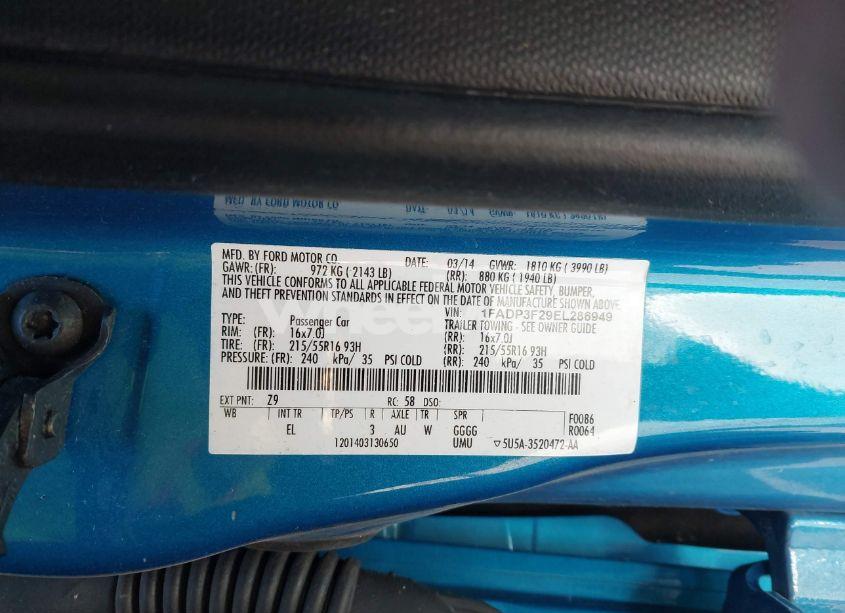 MFD. BY FORD MOTOR CO. DATE: 03/14 GVWR: 1810 KG ( 3990 LB)
GAWR: (FR): 972 KG ( 2143 LB) (RR): 880 KG ( 1940 LB)
THIS VEHICLE CONFORMS TO ALL APPLICABLE FEDERAL MOTOR VEHICLE SAFETY, BUMPER,
AND THEFT PREVENTION STANDARDS IN EFFECT ON THE DATE OF MANUFACTURE SHOWN ABOVE.
VIN: 1FADP3F29EL286949
TYPE: Passenger Car TRAILER TOWING - SEE OWNER GUIDE
RIM: (FR): 16x7.0J (RR): 16x7.0J
TIRE: (FR): 215/55R16 93H (RR): 215/55R16 93H
PRESSURE: (FR): 240 kPa/ 35 PSI COLD (RR): 240 kPa/ 35 PSI COLD
EXT PNT: Z9 RC: 58 DSO:
WB INT TR TP/PS R AXLE TR SPR F0086
EL 3 AU W GGGG R0064
1201403130650 UMU ▽5U5A-3520472-AA